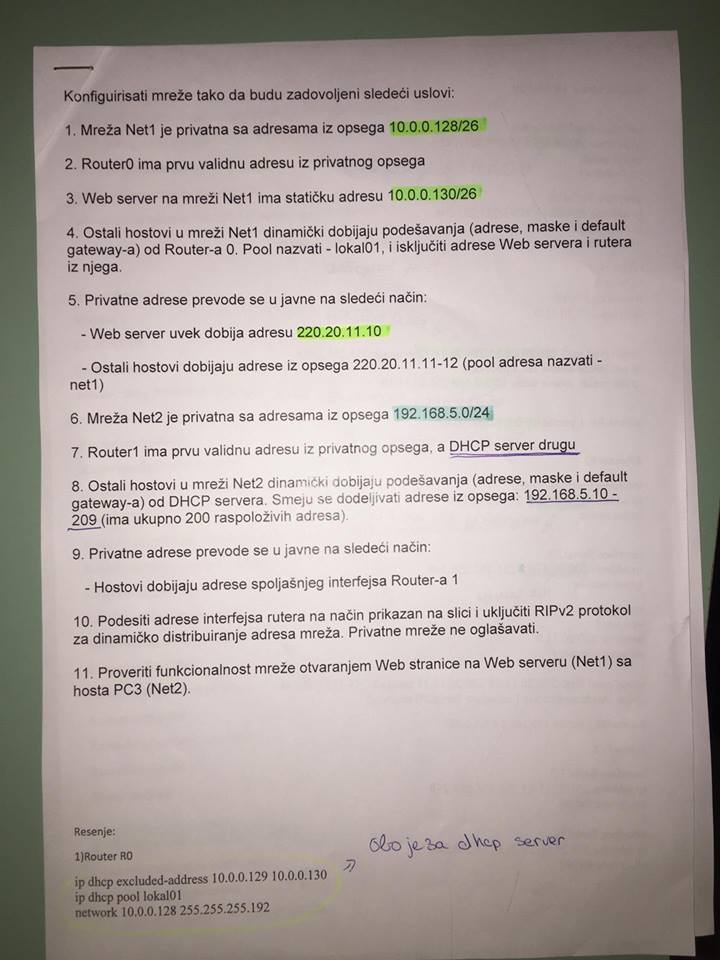 Konfiguirisati mreže tako da budu zadovoljeni sledeći uslovi:
1. Mreža Net1 je privatna sa adresama iz opsega 10.0.0.128/26
2. Router0 ima prvu validnu adresu iz privatnog opsega
3. Web server na mreži Net1 ima statičku adresu 10.0.0.130/26
4. Ostali hostovi u mreži Net1 dinamički dobijaju podešavanja (adrese, maske i default
gateway-a) od Router-a 0. Pool nazvati - lokal01, i isključiti adrese Web servera i rutera
iz njega.
5. Privatne adrese prevode se u javne na sledeći način:
- Web server uvek dobija adresu 220.20.11.10
- Ostali hostovi dobijaju adrese iz opsega 220.20.11.11-12 (pool adresa nazvati -
net1)
6. Mreža Net2 je privatna sa adresama iz opsega 192.168.5.0/24
7. Router1 ima prvu validnu adresu iz privatnog opsega, a DHCP server drugu
8. Ostali hostovi u mreži Net2 dinamički dobijaju podešavanja (adrese, maske i default
gateway-a) od DHCP servera. Smeju se dodeljivati adrese iz opsega: 192.168.5.10 -
209 (ima ukupno 200 raspoloživih adresa).
9. Privatne adrese prevode se u javne na sledeći način:
- Hostovi dobijaju adrese spoljašnjeg interfejsa Router-a 1
10. Podesiti adrese interfejsa rutera na način prikazan na slici i uključiti RIPv2 protokol
za dinamičko distribuiranje adresa mreža. Privatne mreže ne oglašavati.
11. Proveriti funkcionalnost mreže otvaranjem Web stranice na Web serveru (Net1) sa
hosta PC3 (Net2).
Resenje:
1)Router R0
ovo je za dhcp server
ip dhcp excluded-address 10.0.0.129 10.0.0.130
ip dhcp pool lokal01
network 10.0.0.128 255.255.255.192